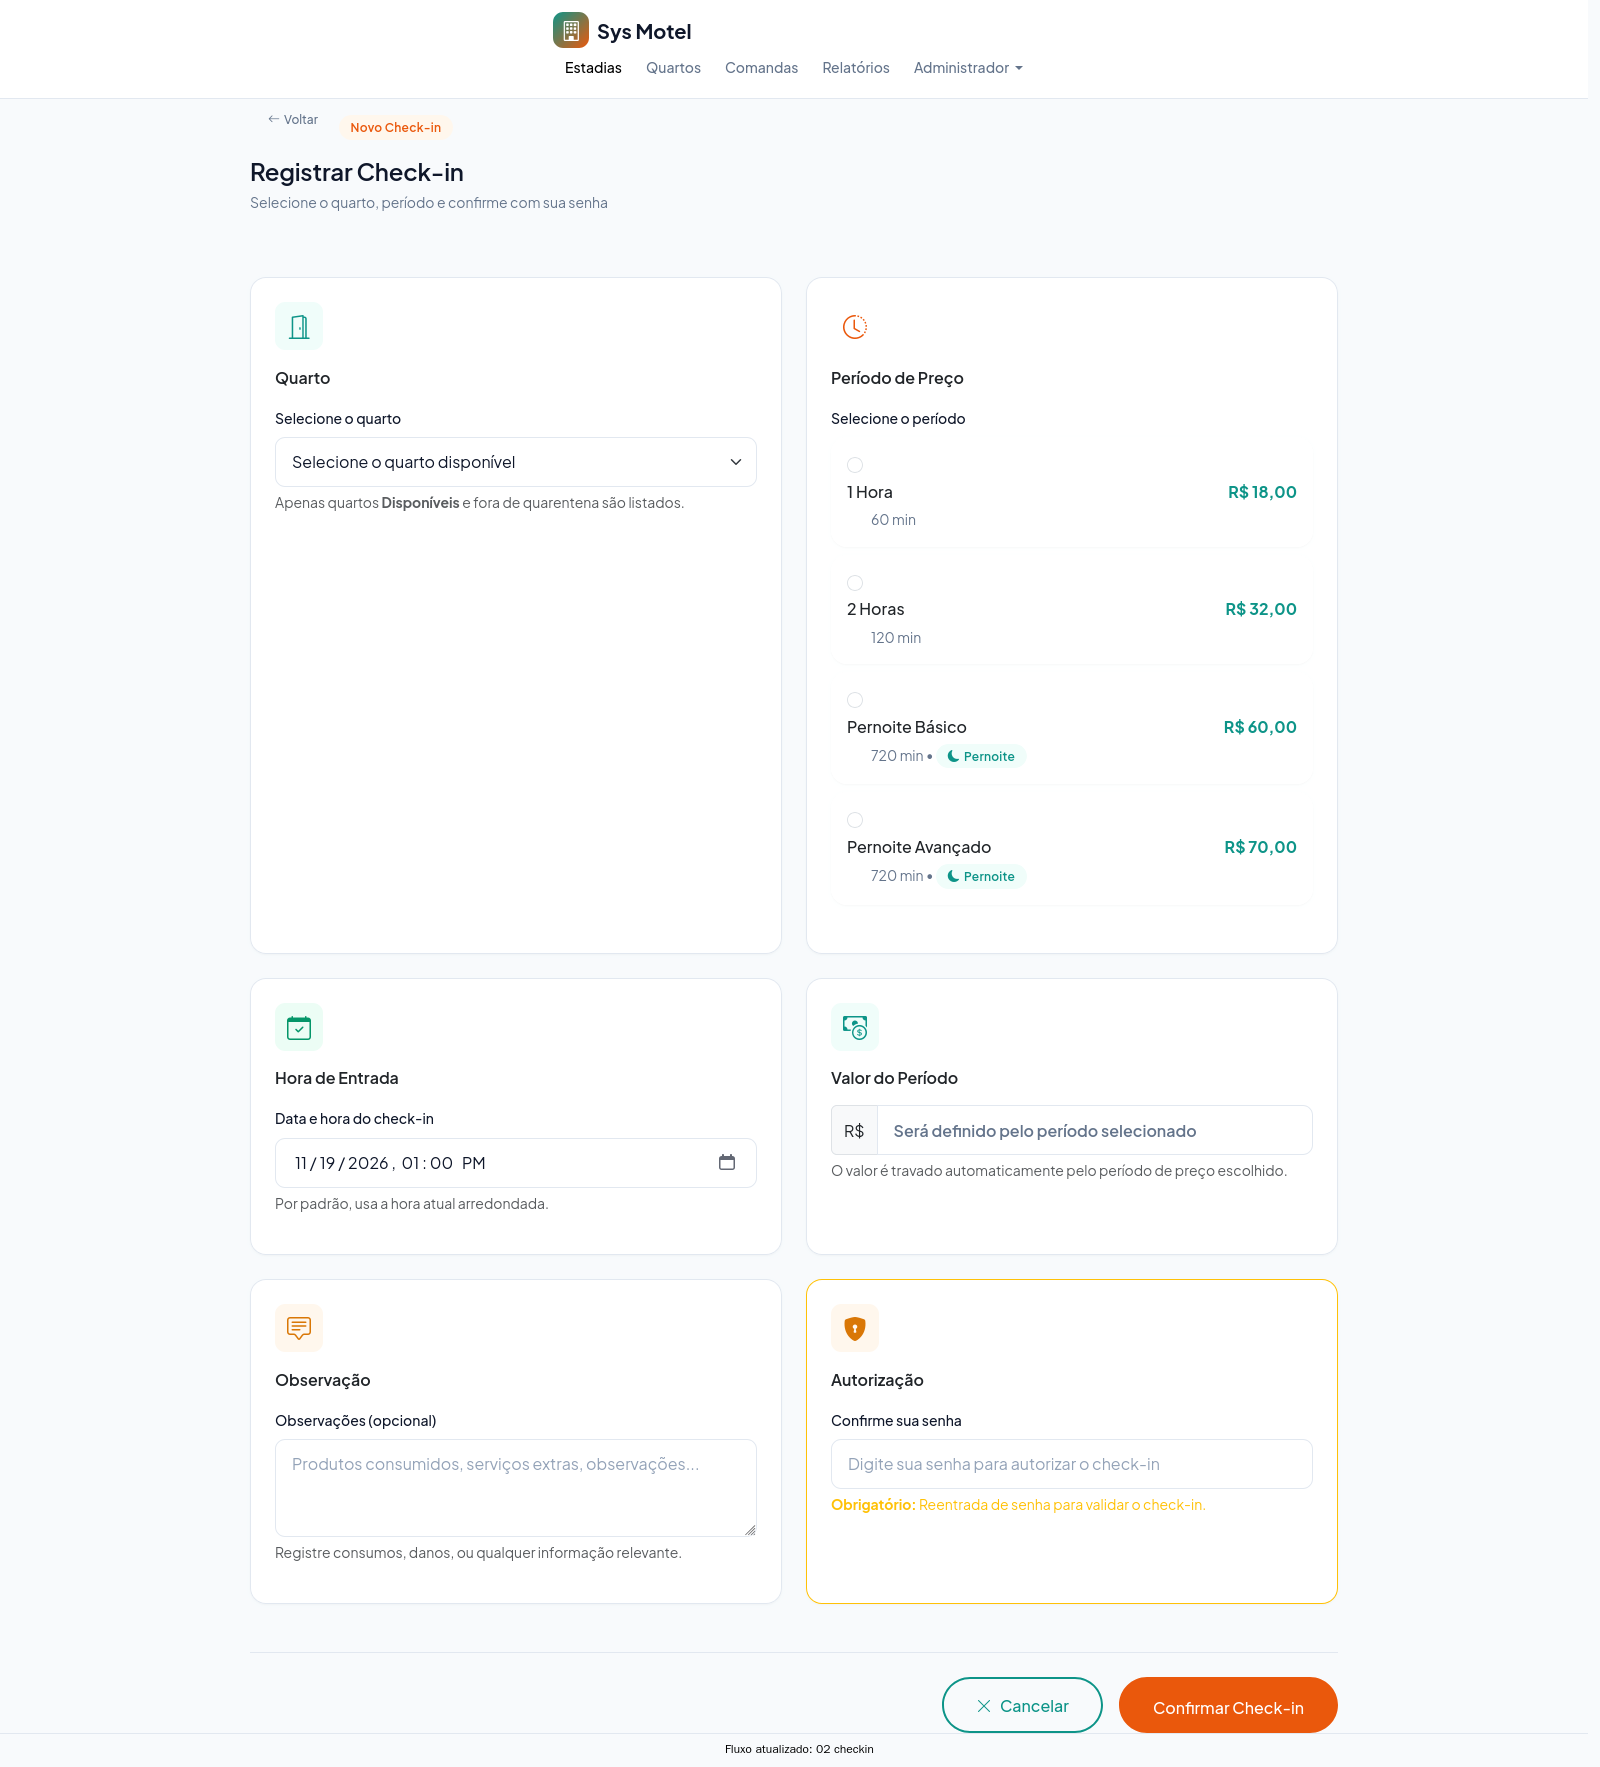 Sys Motel
Estadias Quartos Comandas Relatórios Administrador
Voltar Novo Check-in
Registrar Check-in
Selecione o quarto, período e confirme com sua senha
Quarto
Selecione o quarto
Selecione o quarto disponível
Apenas quartos Disponíveis e fora de quarentena são listados.
Período de Preço
Selecione o período
1 Hora R$ 18,00
60 min
2 Horas R$ 32,00
120 min
Pernoite Básico R$ 60,00
720 min • Pernoite
Pernoite Avançado R$ 70,00
720 min • Pernoite
Hora de Entrada
Data e hora do check-in
11/19/2026, 01:00 PM
Por padrão, usa a hora atual arredondada.
Valor do Período
R$ Será definido pelo período selecionado
O valor é travado automaticamente pelo período de preço escolhido.
Observação
Observações (opcional)
Produtos consumidos, serviços extras, observações...
Registre consumos, danos, ou qualquer informação relevante.
Autorização
Confirme sua senha
Digite sua senha para autorizar o check-in
Obrigatório: Reentrada de senha para validar o check-in.
Cancelar Confirmar Check-in
Fluxo atualizado: 02 checkin